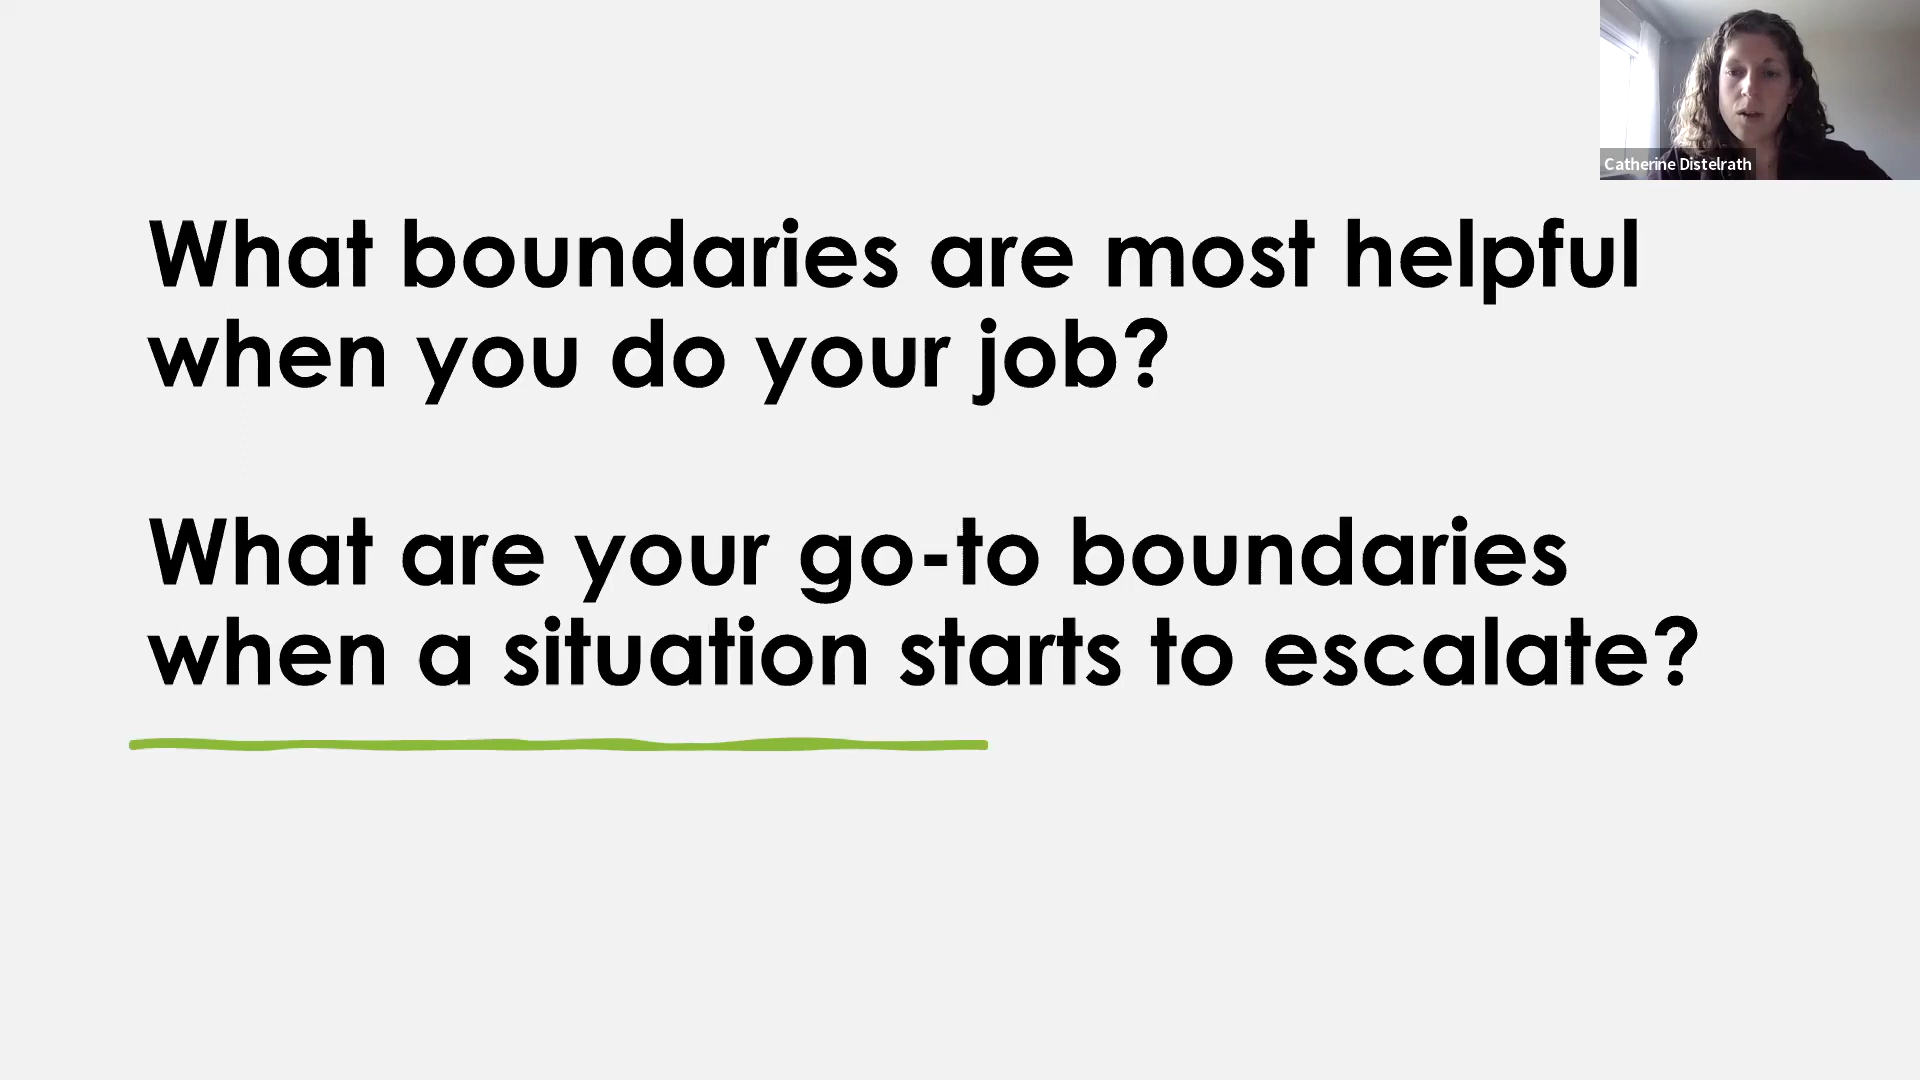 Catherine Distelrath
What boundaries are most helpful
when you do your job?
What are your go-to boundaries
when a situation starts to escalate?